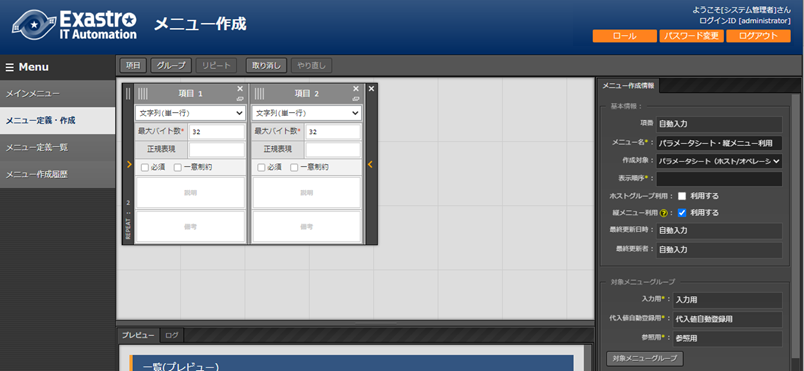 Exastro
IT Automation
メニュー作成
ようこそ[システム管理者]さん
ログインID [administrator]
ロール
パスワード変更
ログアウト
Menu
メインメニュー
メニュー定義・作成
メニュー定義一覧
メニュー作成履歴
項目
グループ
リピート
取り消し
やり直し
項目 1
文字列(単一行)
最大バイト数* 32
正規表現
必須 一意制約
説明
備考
項目 2
文字列(単一行)
最大バイト数* 32
正規表現
必須 一意制約
説明
備考
REPEAT : 2
プレビュー
ログ
一覧(プレビュー)
メニュー作成情報
基本情報:
項番 自動入力
メニュー名*: パラメータシート・縦メニュー利用
作成対象: パラメータシート(ホスト/オペレーシ
表示順序*:
ホストグループ利用: 利用する
縦メニュー利用?: 利用する
最終更新日時: 自動入力
最終更新者: 自動入力
対象メニューグループ
入力用*: 入力用
代入値自動登録用*: 代入値自動登録用
参照用*: 参照用
対象メニューグループ